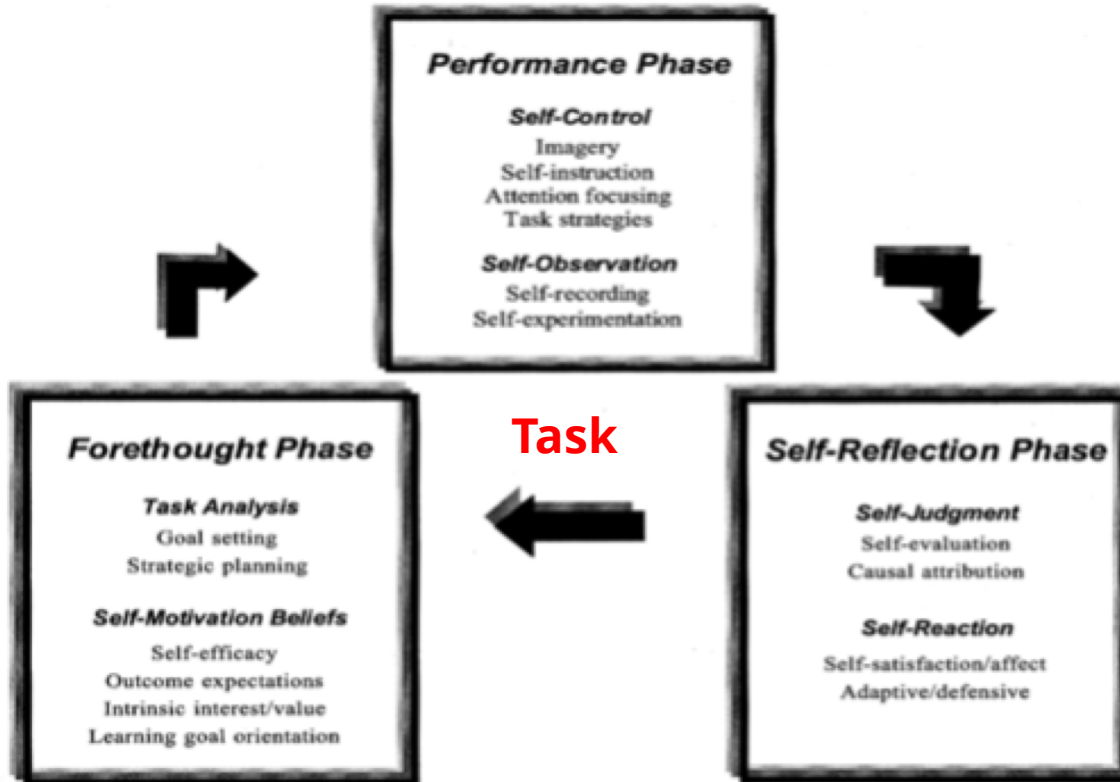 Performance Phase
Self-Control
Imagery
Self-instruction
Attention focusing
Task strategies
Self-Observation
Self-recording
Self-experimentation
Task
Forethought Phase
Task Analysis
Goal setting
Strategic planning
Self-Motivation Beliefs
Self-efficacy
Outcome expectations
Intrinsic interest/value
Learning goal orientation
Self-Reflection Phase
Self-Judgment
Self-evaluation
Causal attribution
Self-Reaction
Self-satisfaction/affect
Adaptive/defensive